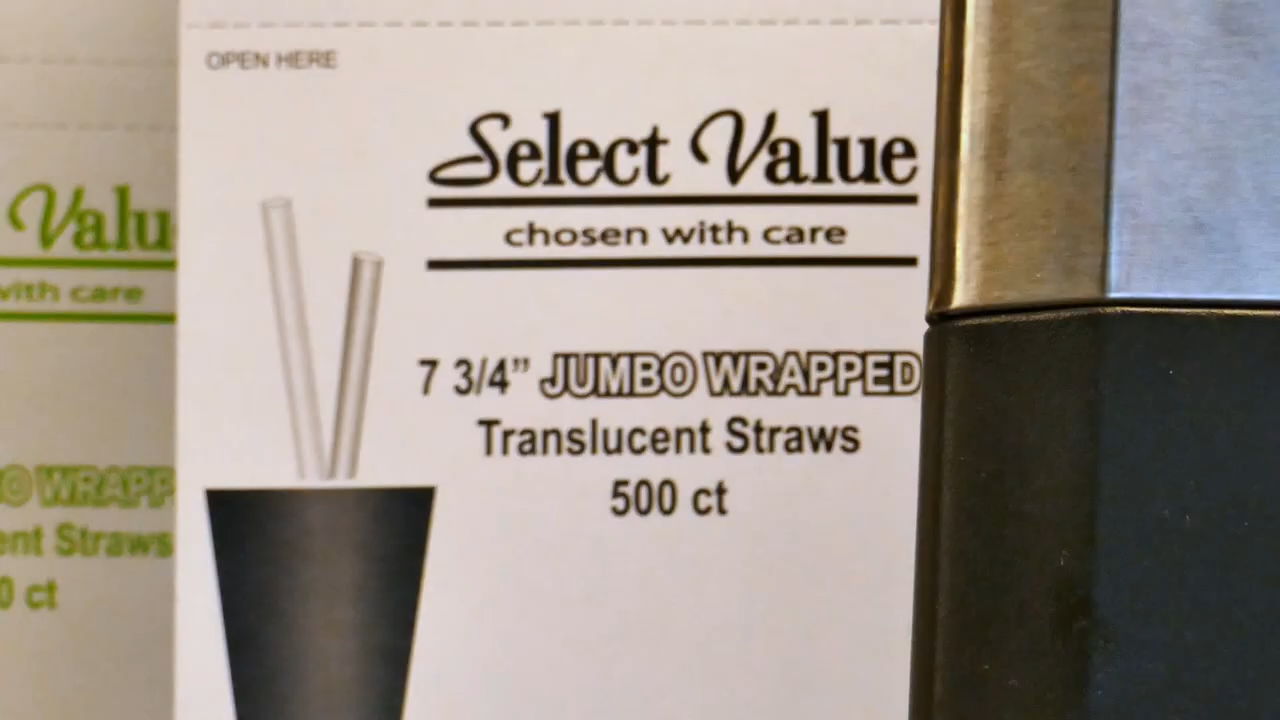 OPEN HERE
Select Value
chosen with care
7 3/4” JUMBO WRAPPED
Translucent Straws
500 ct
Valu
with care
O WRAPP
ent Straws
0 ct